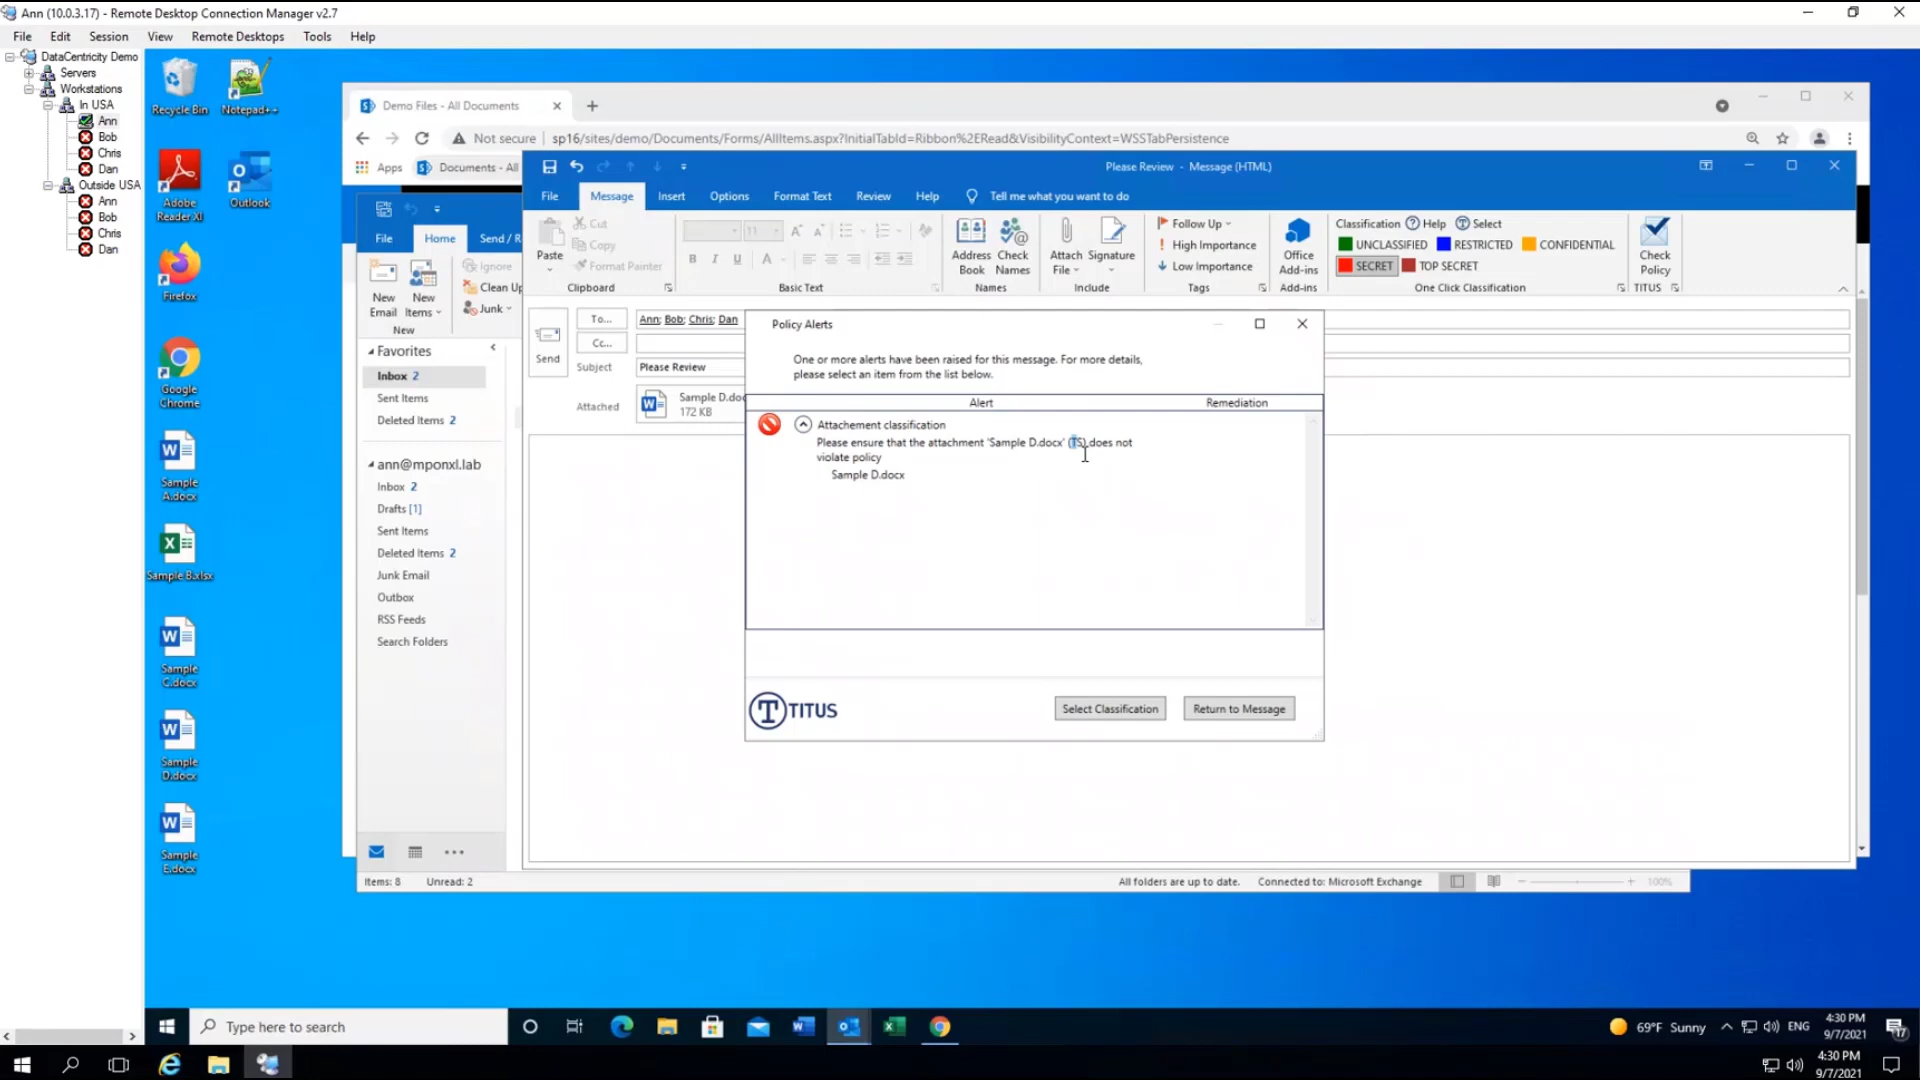 Ann (10.0.3.17) - Remote Desktop Connection Manager v2.7
File Edit Session View Remote Desktops Tools Help
DataCentricity Demo
Servers
Workstations
In USA
Ann
Bob
Chris
Dan
Outside USA
Ann
Bob
Chris
Dan
Recycle Bin
Notepad++
Adobe Reader XI
Outlook
Firefox
Google Chrome
Sample A.docx
Sample B.xlsx
Sample C.docx
Sample D.docx
Sample E.docx
Demo Files - All Documents
Not secure sp16/sites/demo/Documents/Forms/AllItems.aspx?InitialTabId=Ribbon%2ERead&VisibilityContext=WSSTabPersistence
Apps Documents - All
Please Review - Message (HTML)
File Message Insert Options Format Text Review Help Tell me what you want to do
Paste
Cut
Copy
Format Painter
Clipboard
11
B I U A
Basic Text
Address Book
Check Names
Names
Attach File
Signature
Include
Follow Up
High Importance
Low Importance
Tags
Office Add-ins
Add-ins
Classification Help Select
UNCLASSIFIED RESTRICTED CONFIDENTIAL
SECRET TOP SECRET
One Click Classification
Check Policy
TITUS
File Home Send / R
New Email
New Items
New
Ignore
Clean Up
Junk
Send
To... Ann; Bob; Chris; Dan
Cc...
Subject Please Review
Attached Sample D.doc
172 KB
Favorites
Inbox 2
Sent Items
Deleted Items 2
ann@mponxl.lab
Inbox 2
Drafts [1]
Sent Items
Deleted Items 2
Junk Email
Outbox
RSS Feeds
Search Folders
Policy Alerts
One or more alerts have been raised for this message. For more details,
please select an item from the list below.
Alert Remediation
Attachement classification
Please ensure that the attachment 'Sample D.docx' (TS) does not
violate policy
Sample D.docx
TITUS
Select Classification Return to Message
Items: 8 Unread: 2 All folders are up to date. Connected to: Microsoft Exchange 100%
Type here to search
69°F Sunny ENG
4:30 PM
9/7/2021
17
4:30 PM
9/7/2021